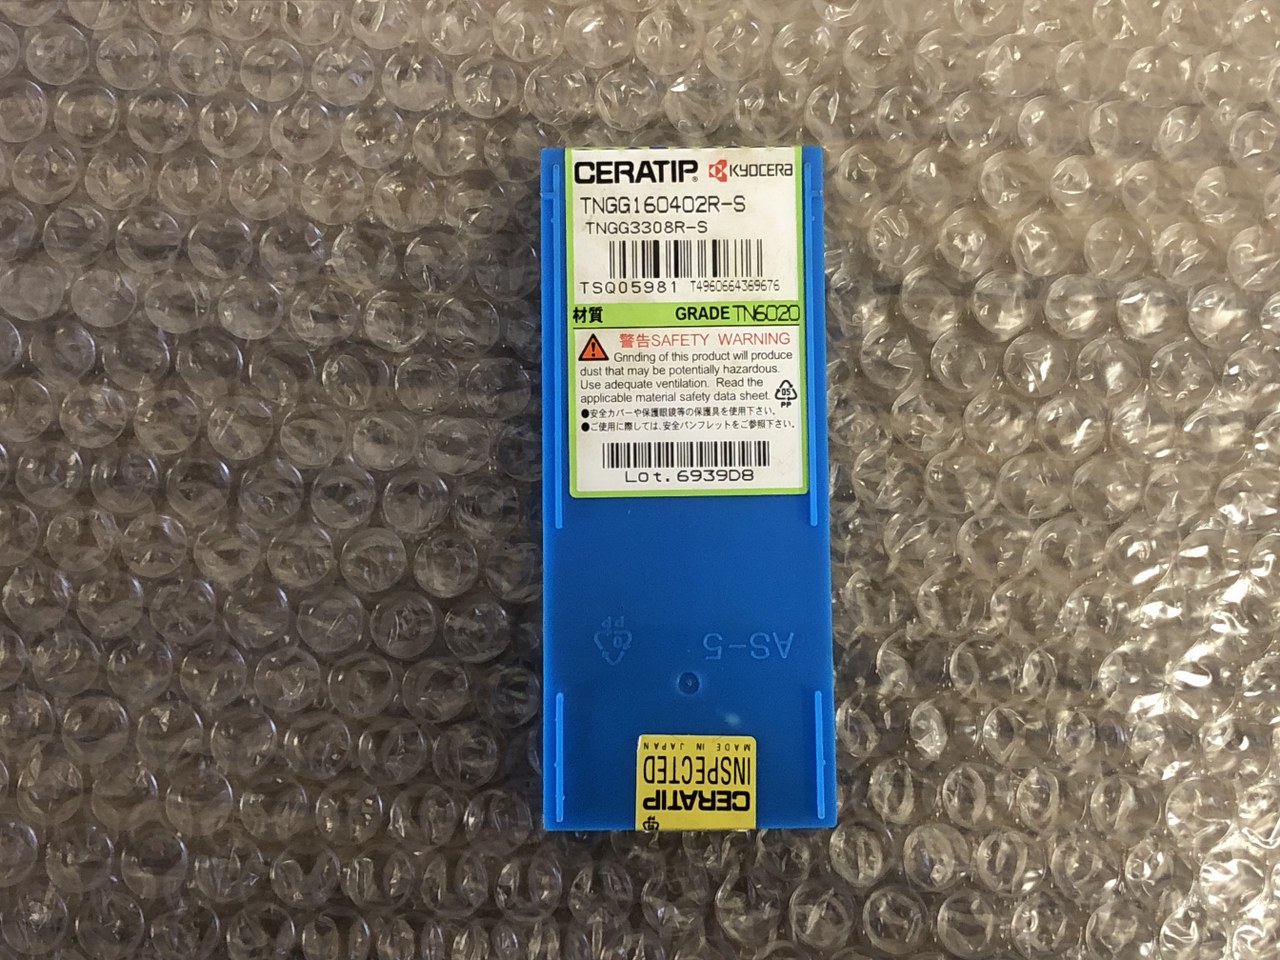 CERATIP® KYOCERA
TNGG160402R-S
TNGG3308R-S
TSQ05981 T4960664369676
材質 GRADE TN6020
警告SAFETY WARNING
Grinding of this product will produce
dust that may be potentially hazardous.
Use adequate ventilation. Read the
applicable material safety data sheet.
05
PP
●安全カバーや保護眼鏡等の保護具を使用下さい。
●ご使用に際しては、安全パンフレットをご参照下さい。
Lot.6939D8
AS-5
PP
CERATIP
INSPECTED
MADE IN JAPAN